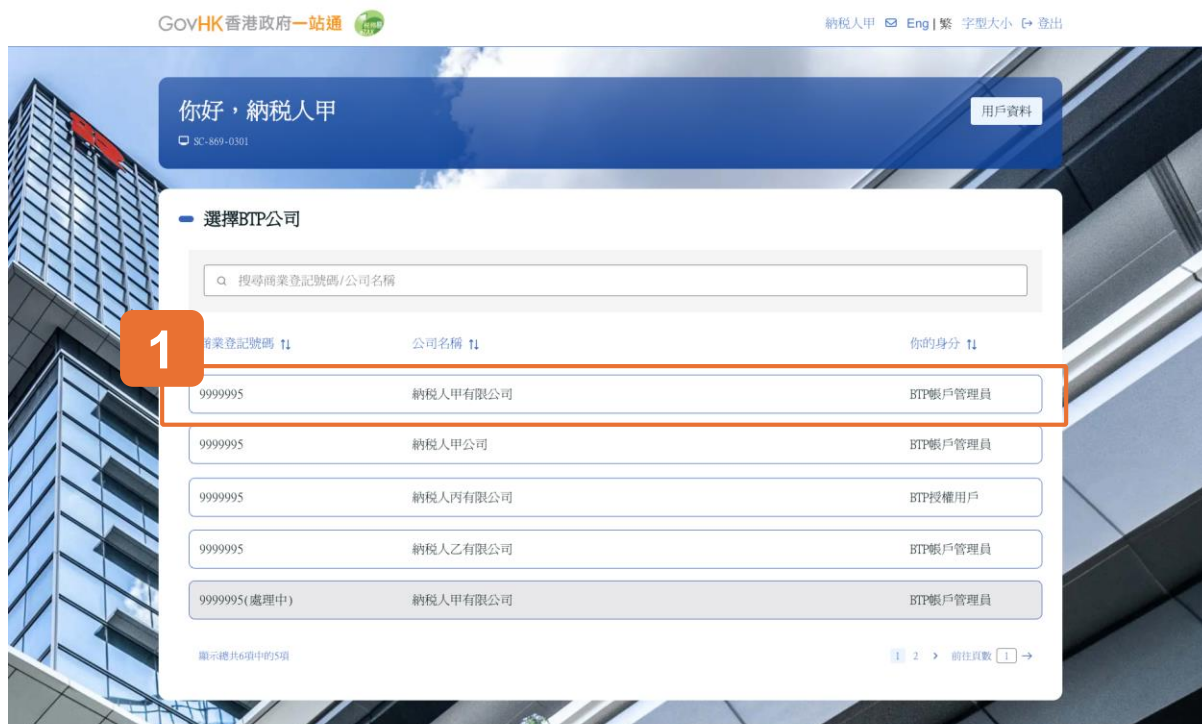 GovHK香港政府一站通
納稅人甲 Eng | 繁 字型大小 登出
你好，納稅人甲
用戶資料
SC-869-0301
選擇BTP公司
搜尋商業登記號碼/公司名稱
1
商業登記號碼 公司名稱 你的身分
9999995 納稅人甲有限公司 BTP帳戶管理員
9999995 納稅人甲公司 BTP帳戶管理員
9999995 納稅人丙有限公司 BTP授權用戶
9999995 納稅人乙有限公司 BTP帳戶管理員
9999995(處理中) 納稅人甲有限公司 BTP帳戶管理員
顯示總共6項中的5項 1 2 > 前往頁數 1 →